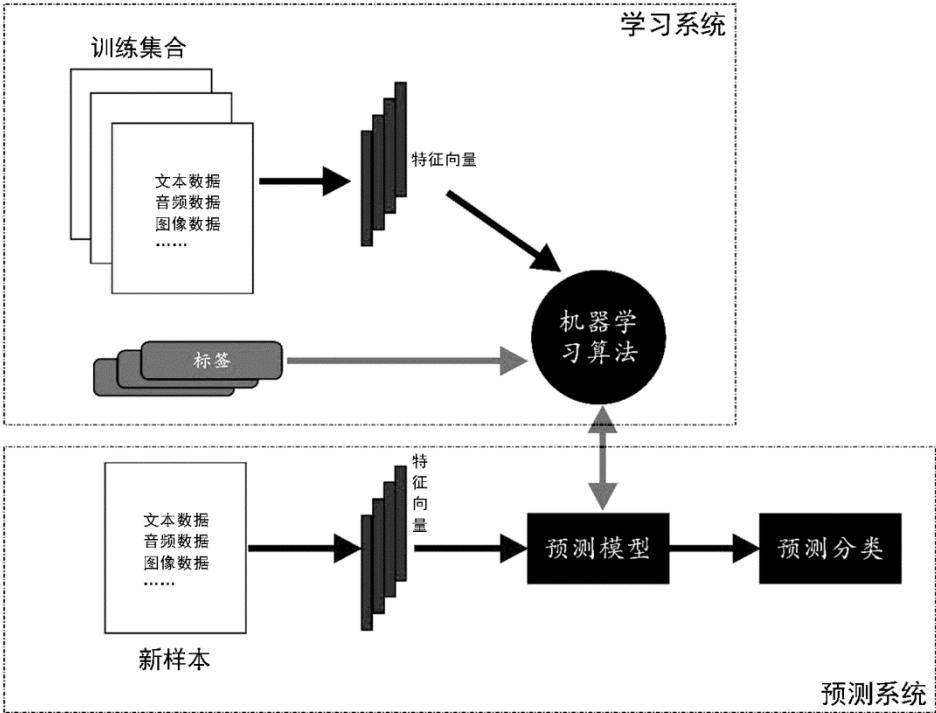 学习系统
训练集合
文本数据
音频数据
图像数据
……
特征向量
机器学
习算法
标签
文本数据
音频数据
图像数据
……
新样本
特
征
向
量
预测模型
预测分类
预测系统